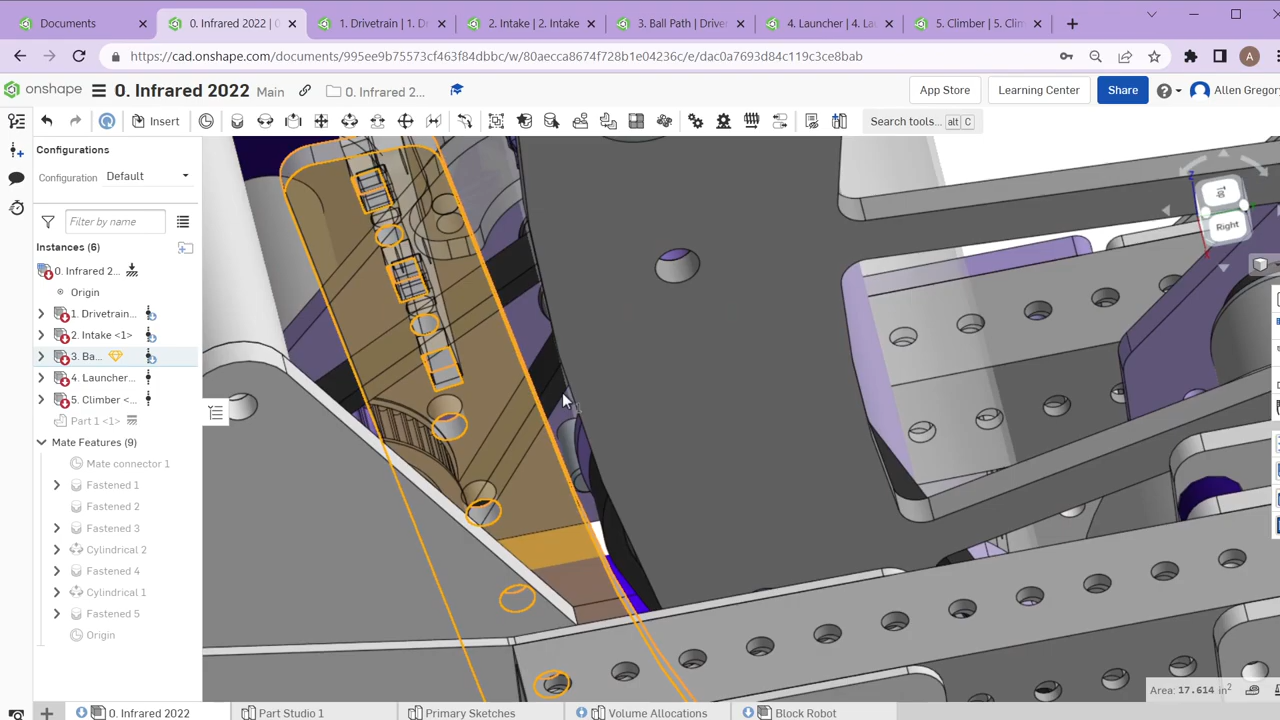 Documents
0. Infrared 2022 | (
1. Drivetrain | 1. D
2. Intake | 2. Intake
3. Ball Path | Driver
4. Launcher | 4. Lau
5. Climber | 5. Clim
https://cad.onshape.com/documents/995ee9b75573cf463f84dbbc/w/80aecca8674f728b1e04236c/e/dac0a7693d84c119c3ce8bab
A
onshape
0. Infrared 2022 Main
0. Infrared 2...
App Store
Learning Center
Share
Allen Gregory
Insert
Search tools... alt C
Configurations
Configuration Default
Filter by name
Instances (6)
0. Infrared 2...
Origin
1. Drivetrain...
2. Intake <1>
3. Ba...
4. Launcher...
5. Climber <...
Part 1 <1>
Mate Features (9)
Mate connector 1
Fastened 1
Fastened 2
Fastened 3
Cylindrical 2
Fastened 4
Cylindrical 1
Fastened 5
Origin
Z
Right
X
Area: 17.614 in²
0. Infrared 2022
Part Studio 1
Primary Sketches
Volume Allocations
Block Robot